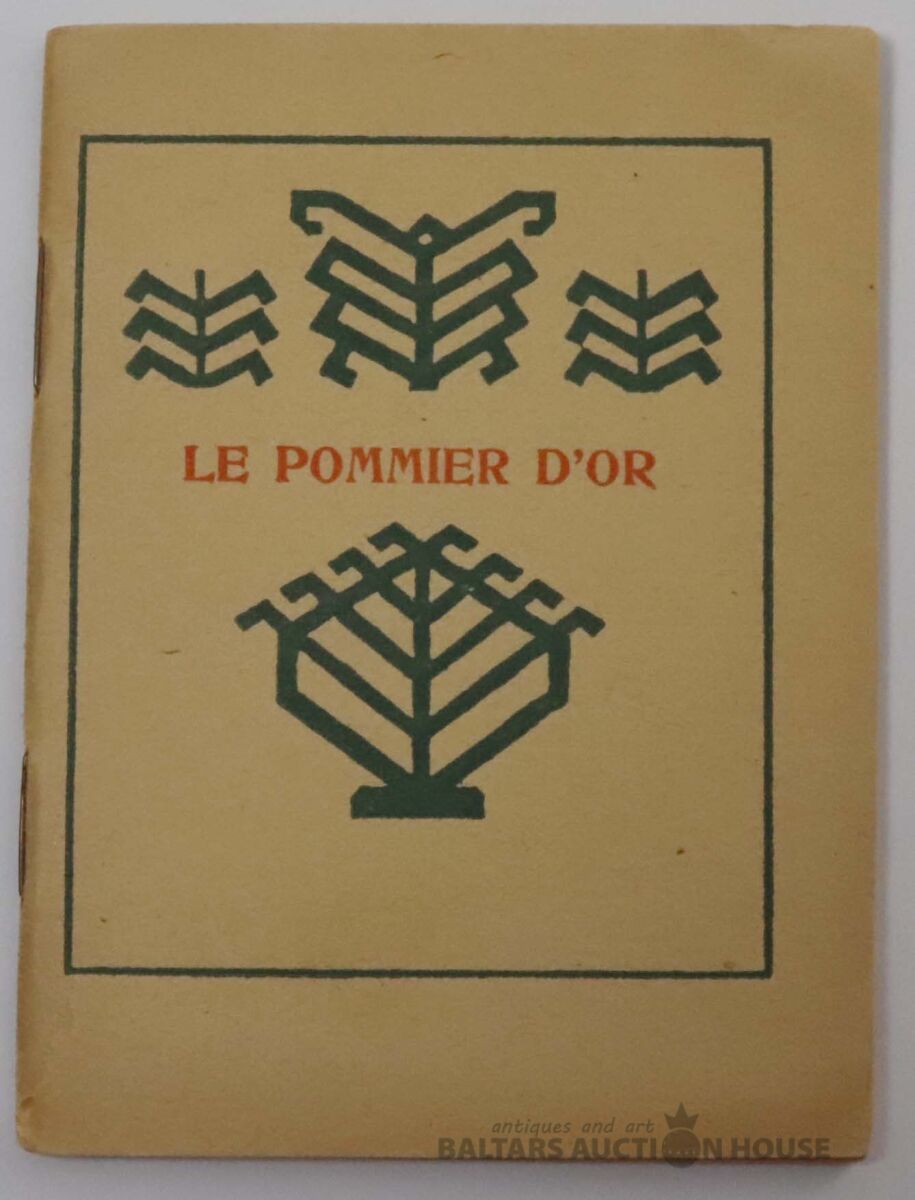 LE POMMIER D'OR
antiques and art
BALTARS AUCTION HOUSE